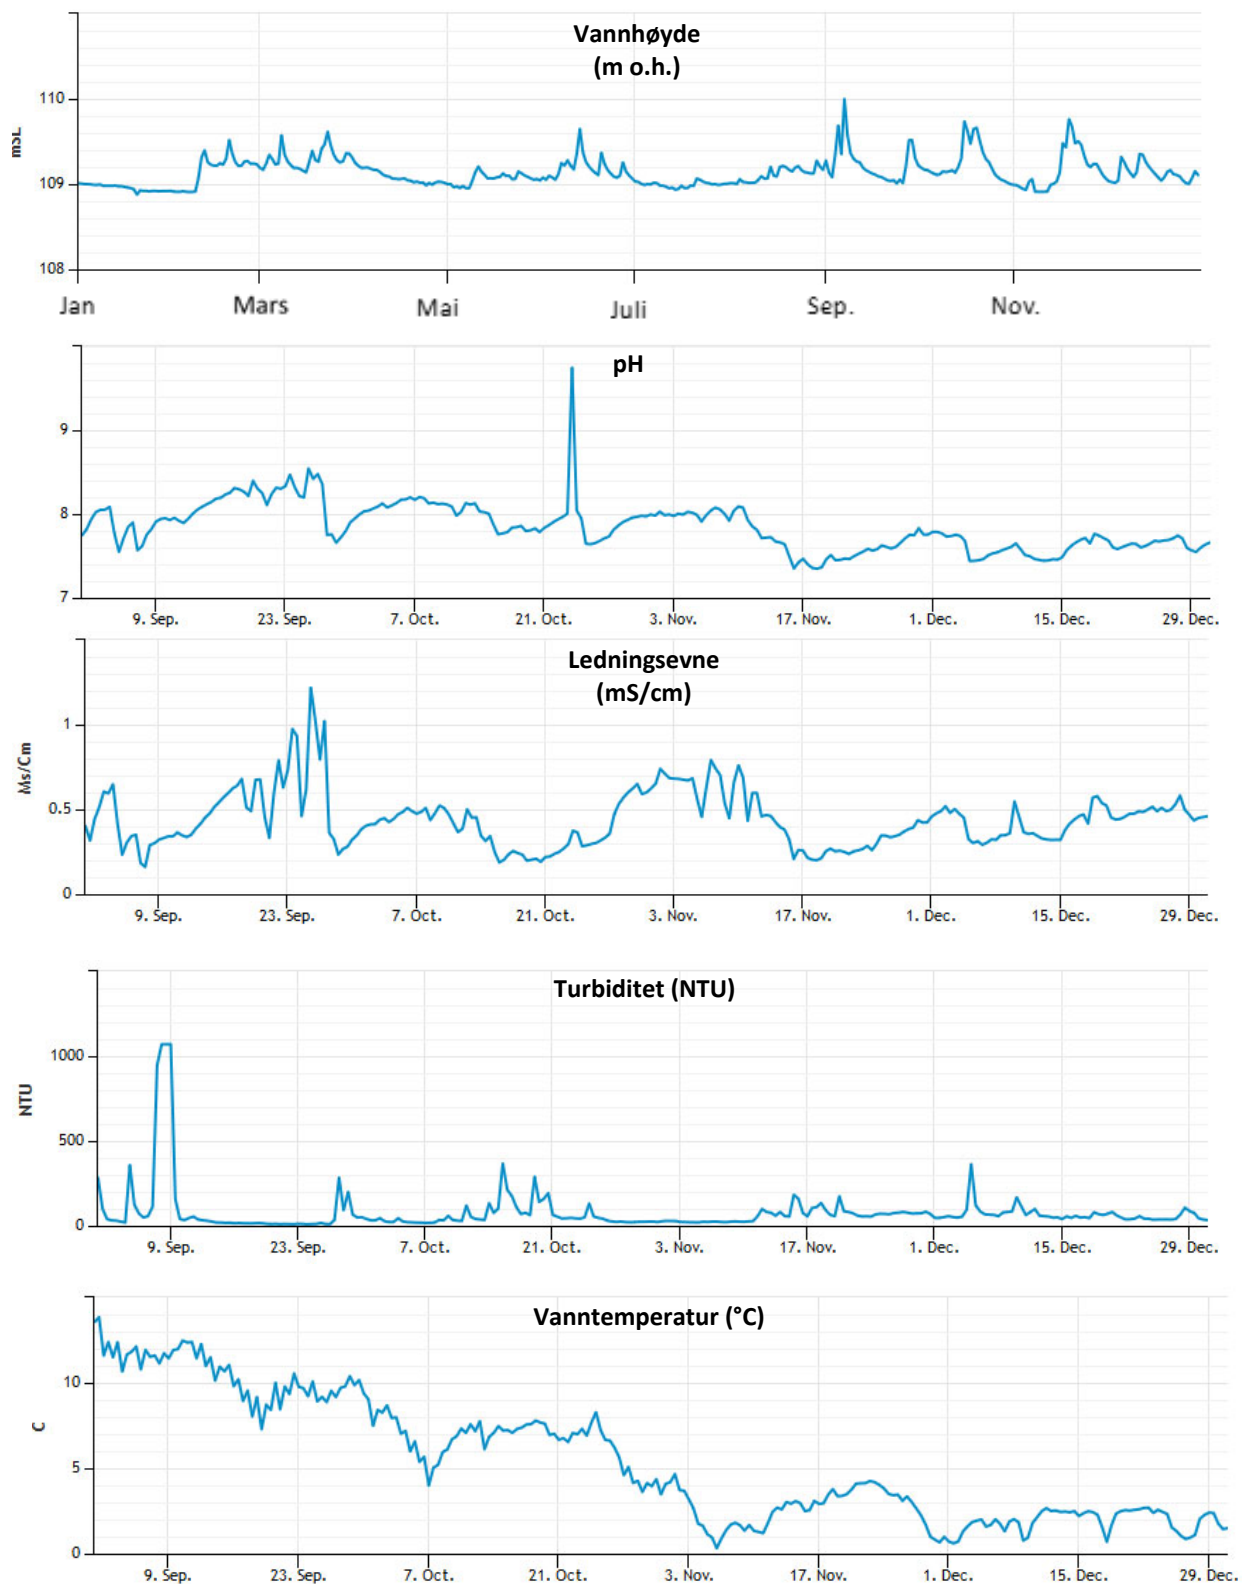 Vannhøyde
(m o.h.)
110
mSL
109
108
Jan Mars Mai Juli Sep. Nov.
pH
9
8
7
9. Sep. 23. Sep. 7. Oct. 21. Oct. 3. Nov. 17. Nov. 1. Dec. 15. Dec. 29. Dec.
Ledningsevne
(mS/cm)
1
Ms/Cm
0.5
0
9. Sep. 23. Sep. 7. Oct. 21. Oct. 3. Nov. 17. Nov. 1. Dec. 15. Dec. 29. Dec.
Turbiditet (NTU)
1000
NTU
500
0
9. Sep. 23. Sep. 7. Oct. 21. Oct. 3. Nov. 17. Nov. 1. Dec. 15. Dec. 29. Dec.
Vanntemperatur (°C)
10
C
5
0
9. Sep. 23. Sep. 7. Oct. 21. Oct. 3. Nov. 17. Nov. 1. Dec. 15. Dec. 29. Dec.